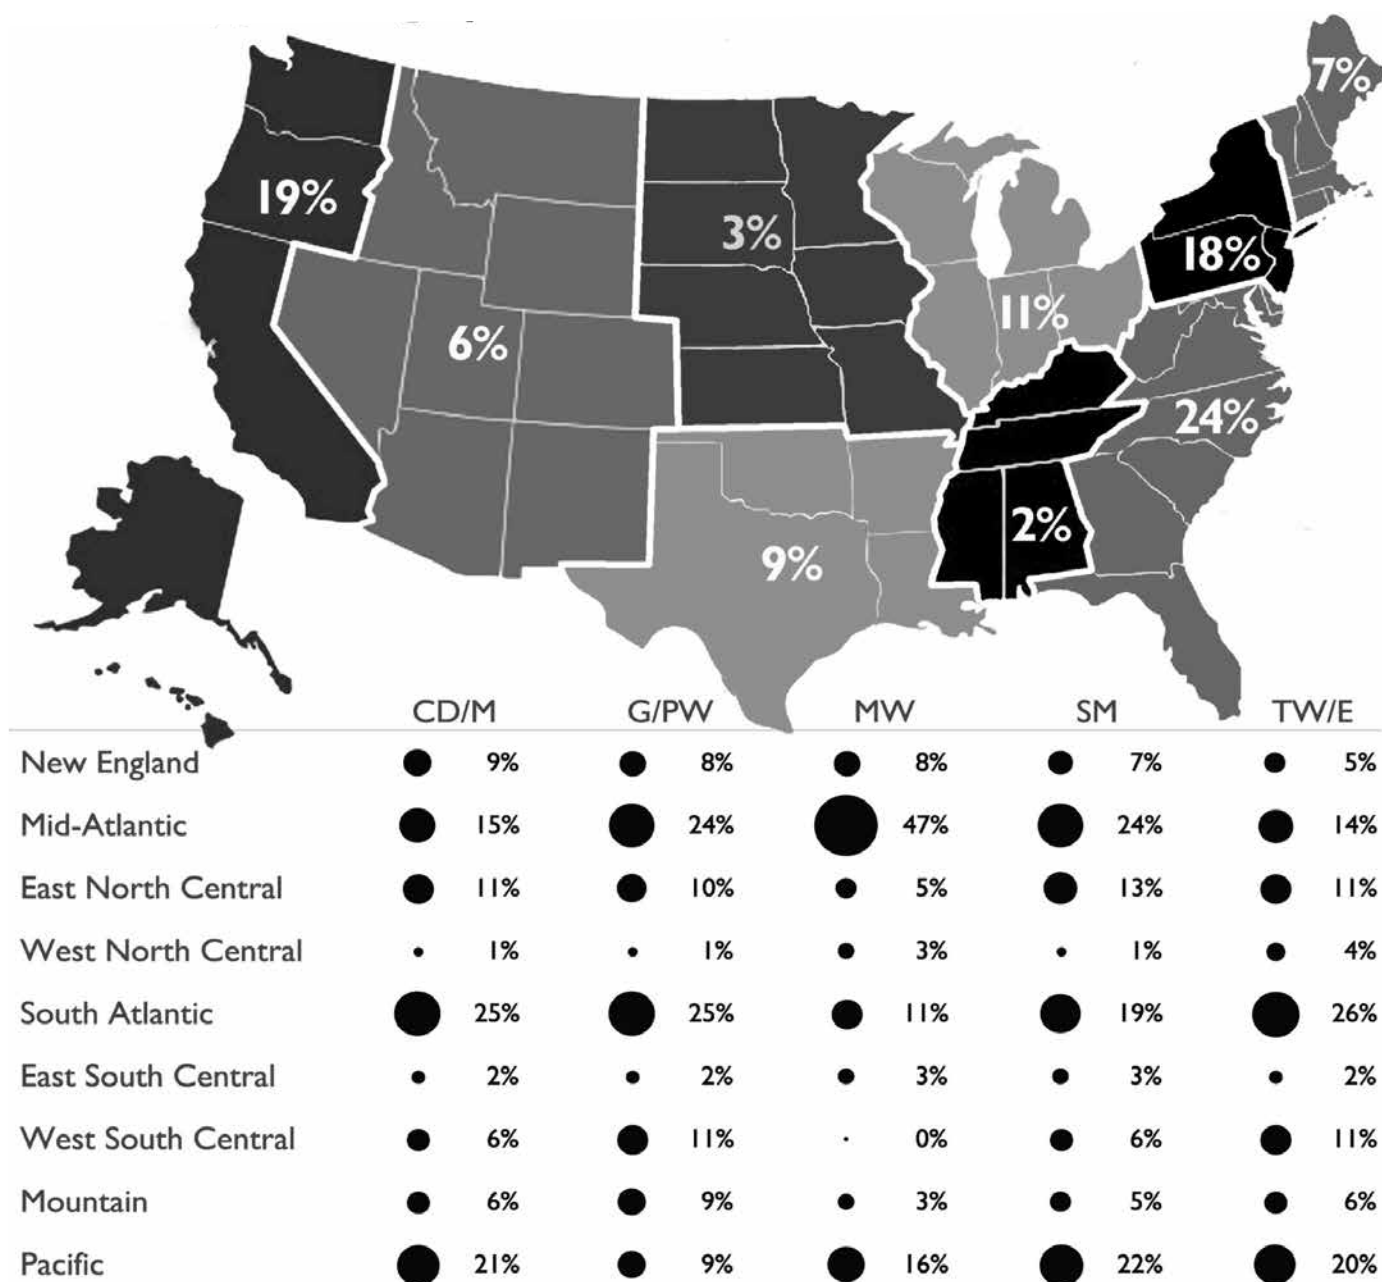 7%
19%
3%
18%
11%
6%
24%
2%
9%
CD/M G/PW MW SM TW/E
New England 9% 8% 8% 7% 5%
Mid-Atlantic 15% 24% 47% 24% 14%
East North Central 11% 10% 5% 13% 11%
West North Central 1% 1% 3% 1% 4%
South Atlantic 25% 25% 11% 19% 26%
East South Central 2% 2% 3% 3% 2%
West South Central 6% 11% 0% 6% 11%
Mountain 6% 9% 3% 5% 6%
Pacific 21% 9% 16% 22% 20%